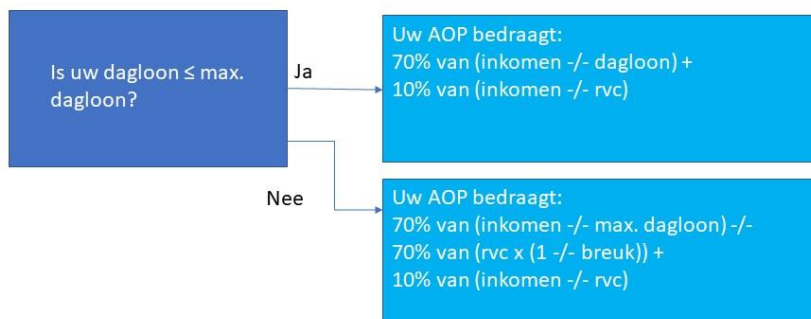 Is uw dagloon ≤ max.
dagloon?
Ja
Uw AOP bedraagt:
70% van (inkomen -/- dagloon) +
10% van (inkomen -/- rvc)
Nee
Uw AOP bedraagt:
70% van (inkomen -/- max. dagloon) -/-
70% van (rvc x (1 -/- breuk)) +
10% van (inkomen -/- rvc)